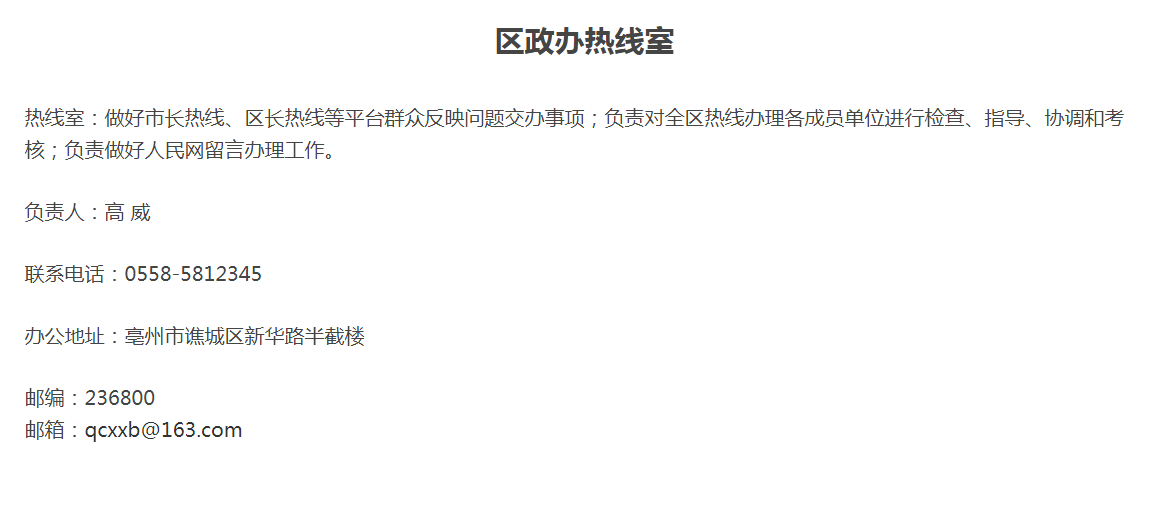 区政办热线室
热线室：做好市长热线、区长热线等平台群众反映问题交办事项；负责对全区热线办理各成员单位进行检查、指导、协调和考
核；负责做好人民网留言办理工作。
负责人：高 威
联系电话：0558-5812345
办公地址：亳州市谯城区新华路半截楼
邮编：236800
邮箱：qcxxb@163.com